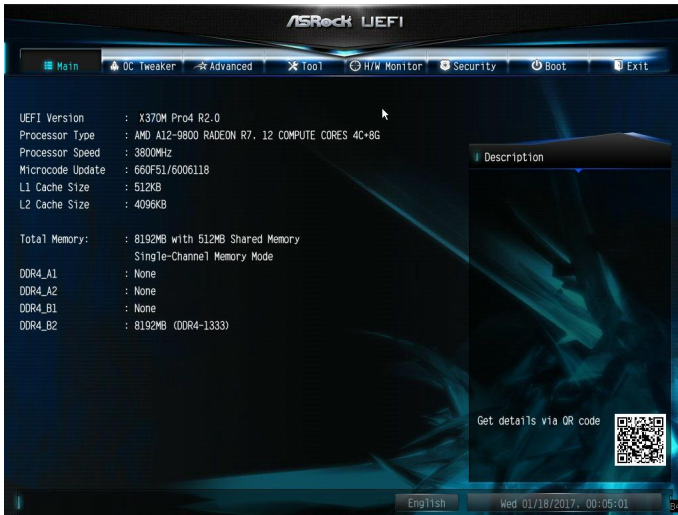 ASRock UEFI
Main
OC Tweaker
Advanced
Tool
H/W Monitor
Security
Boot
Exit
UEFI Version : X370M Pro4 R2.0
Processor Type : AMD A12-9800 RADEON R7. 12 COMPUTE CORES 4C+8G
Processor Speed : 3800MHz
Microcode Update : 660F51/6006118
L1 Cache Size : 512KB
L2 Cache Size : 4096KB
Total Memory: : 8192MB with 512MB Shared Memory
Single-Channel Memory Mode
DDR4_A1 : None
DDR4_A2 : None
DDR4_B1 : None
DDR4_B2 : 8192MB (DDR4-1333)
Description
Get details via QR code
English
Wed 01/18/2017. 00:05:01